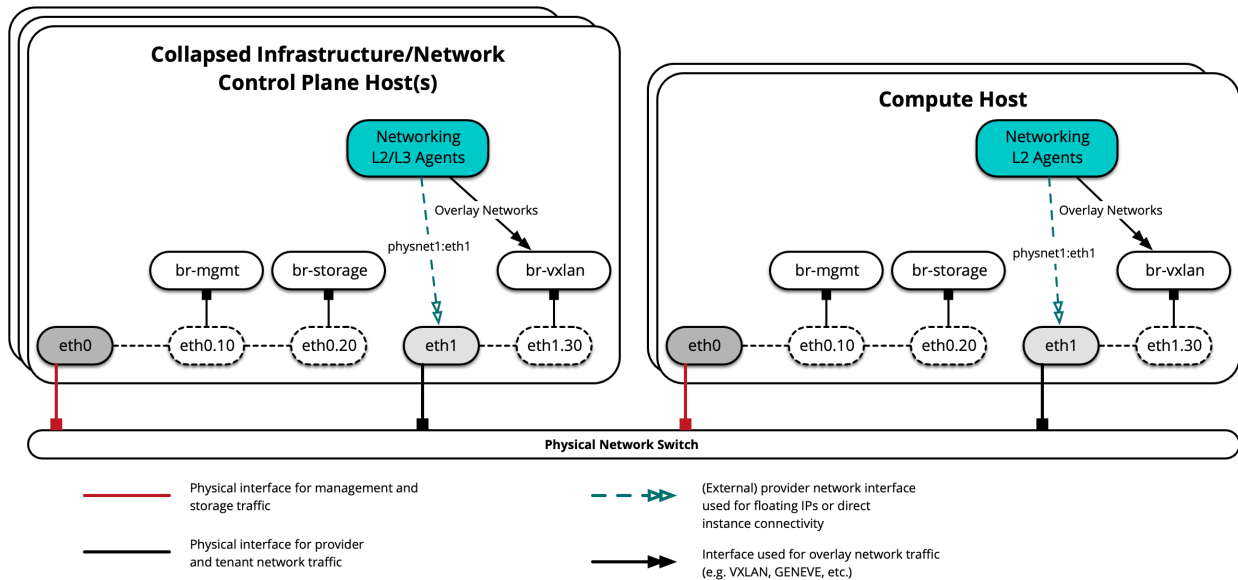 Collapsed Infrastructure/Network
Control Plane Host(s)
Networking
L2/L3 Agents
Overlay Networks
physnet1:eth1
br-mgmt
br-storage
br-vxlan
eth0
eth0.10
eth0.20
eth1
eth1.30
Compute Host
Networking
L2 Agents
Overlay Networks
physnet1:eth1
br-mgmt
br-storage
br-vxlan
eth0
eth0.10
eth0.20
eth1
eth1.30
Physical Network Switch
Physical interface for management and
storage traffic
Physical interface for provider
and tenant network traffic
(External) provider network interface
used for floating IPs or direct
instance connectivity
Interface used for overlay network traffic
(e.g. VXLAN, GENEVE, etc.)